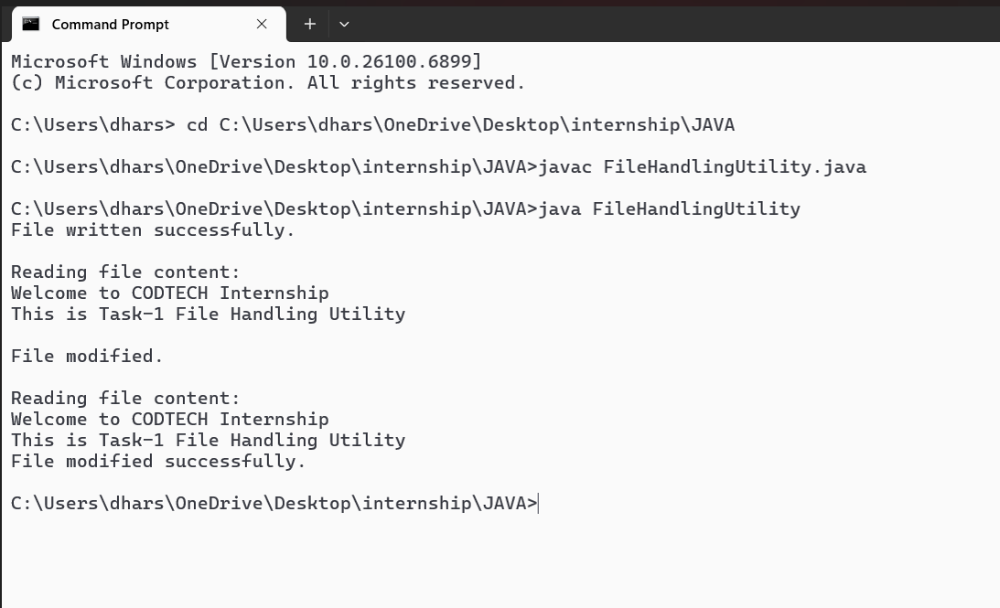 Command Prompt
Microsoft Windows [Version 10.0.26100.6899]
(c) Microsoft Corporation. All rights reserved.
C:\Users\dhars> cd C:\Users\dhars\OneDrive\Desktop\internship\JAVA
C:\Users\dhars\OneDrive\Desktop\internship\JAVA>javac FileHandlingUtility.java
C:\Users\dhars\OneDrive\Desktop\internship\JAVA>java FileHandlingUtility
File written successfully.
Reading file content:
Welcome to CODTECH Internship
This is Task-1 File Handling Utility
File modified.
Reading file content:
Welcome to CODTECH Internship
This is Task-1 File Handling Utility
File modified successfully.
C:\Users\dhars\OneDrive\Desktop\internship\JAVA>